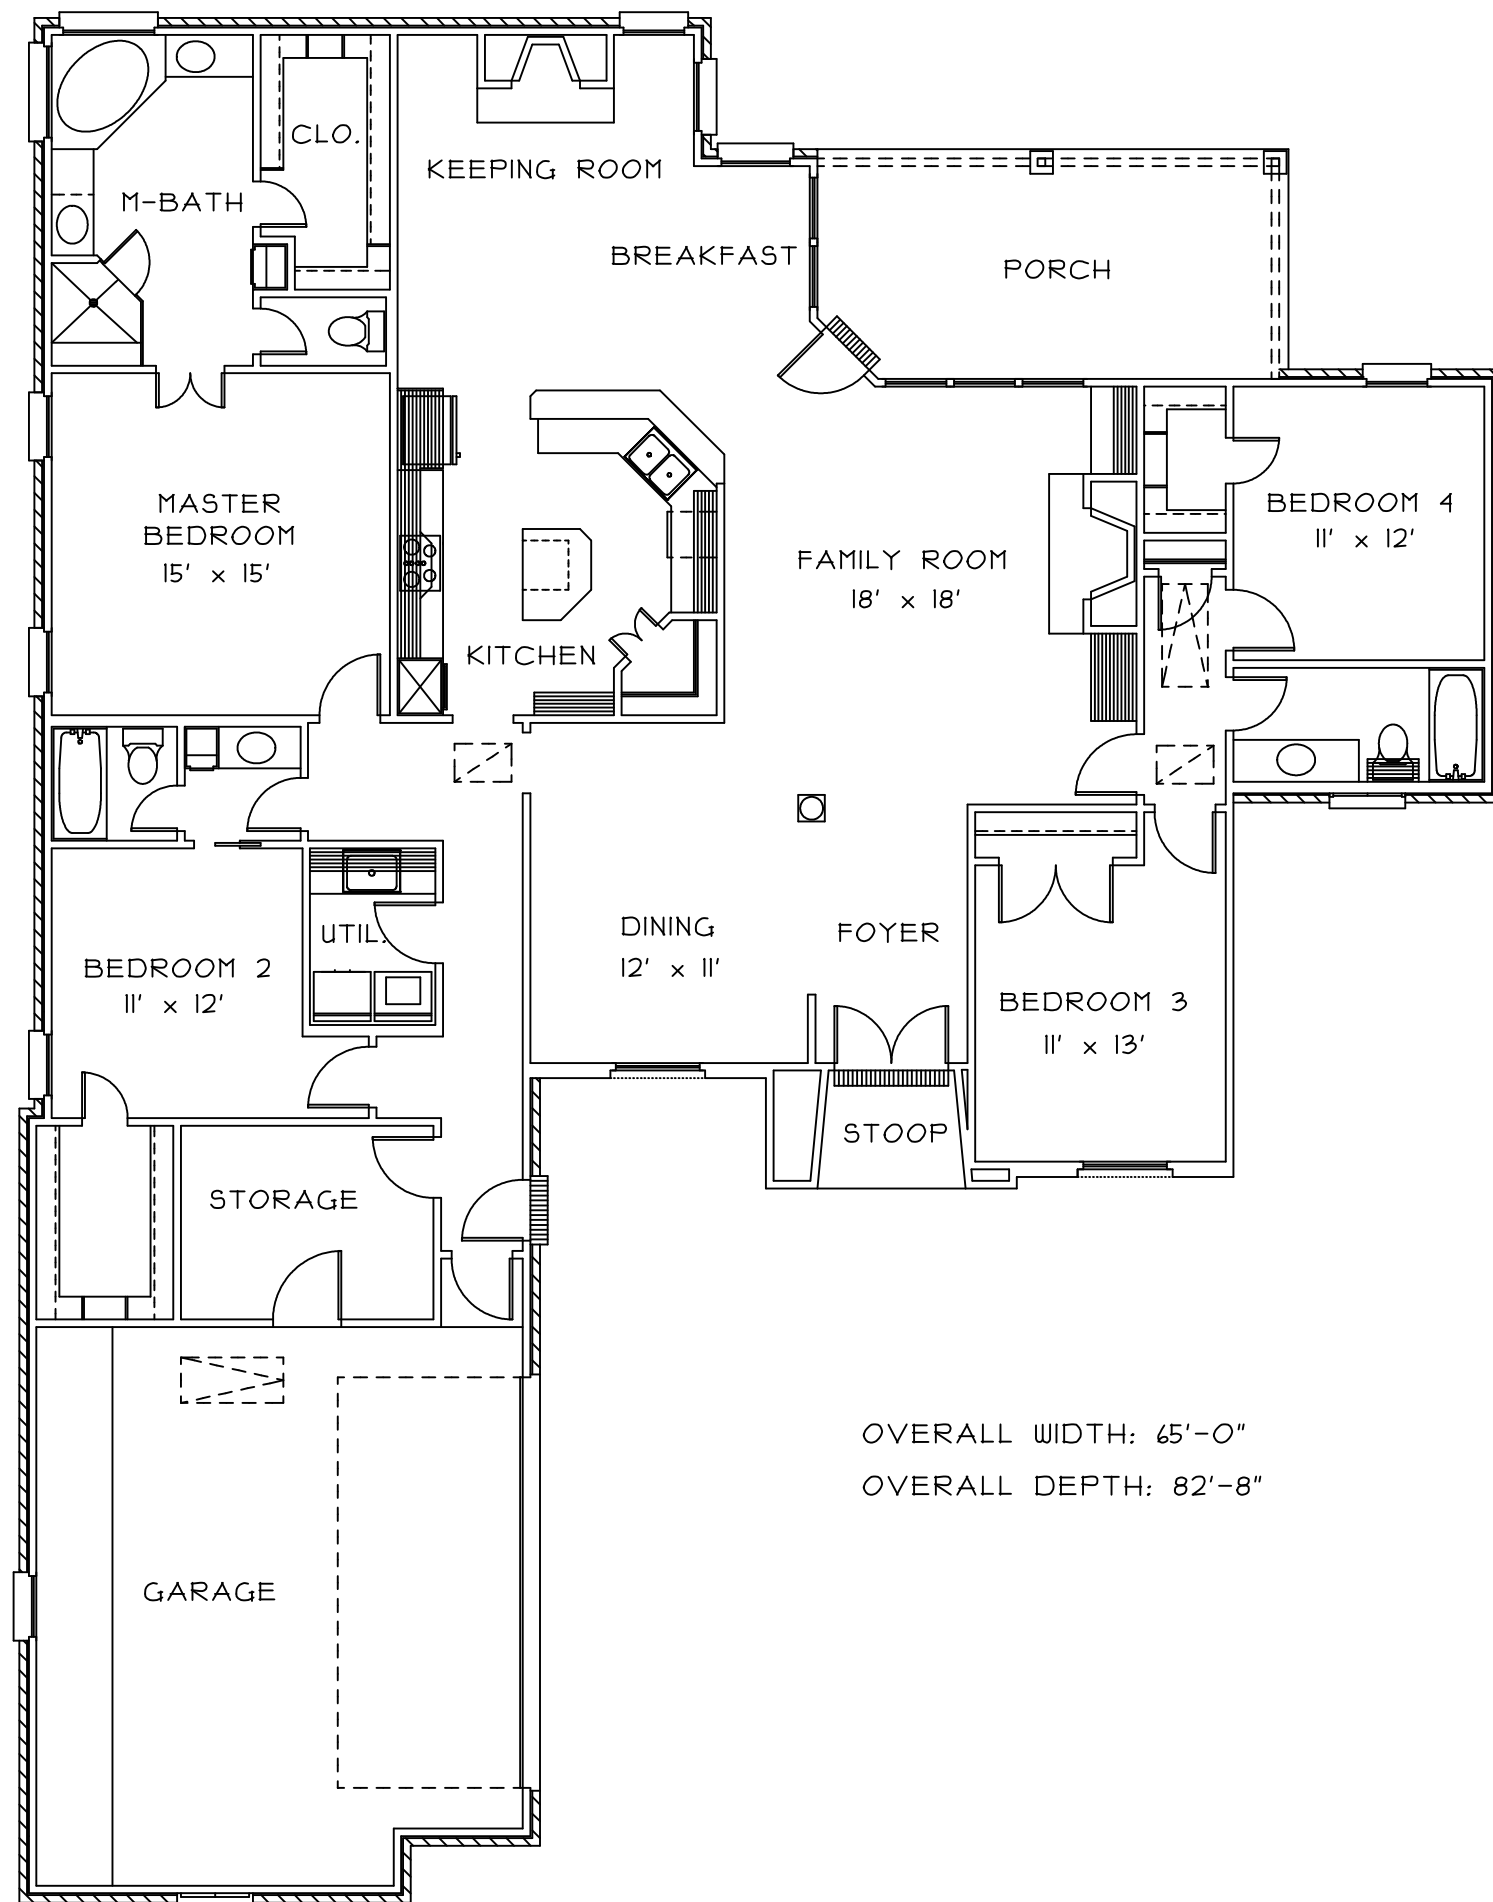 CLO.
KEEPING ROOM
M-BATH
BREAKFAST
PORCH
MASTER
BEDROOM
15' x 15'
BEDROOM 4
11' x 12'
FAMILY ROOM
18' x 18'
KITCHEN
DINING
12' x 11'
FOYER
UTIL.
BEDROOM 2
11' x 12'
BEDROOM 3
11' x 13'
STOOP
STORAGE
OVERALL WIDTH: 65'-0"
OVERALL DEPTH: 82'-8"
GARAGE